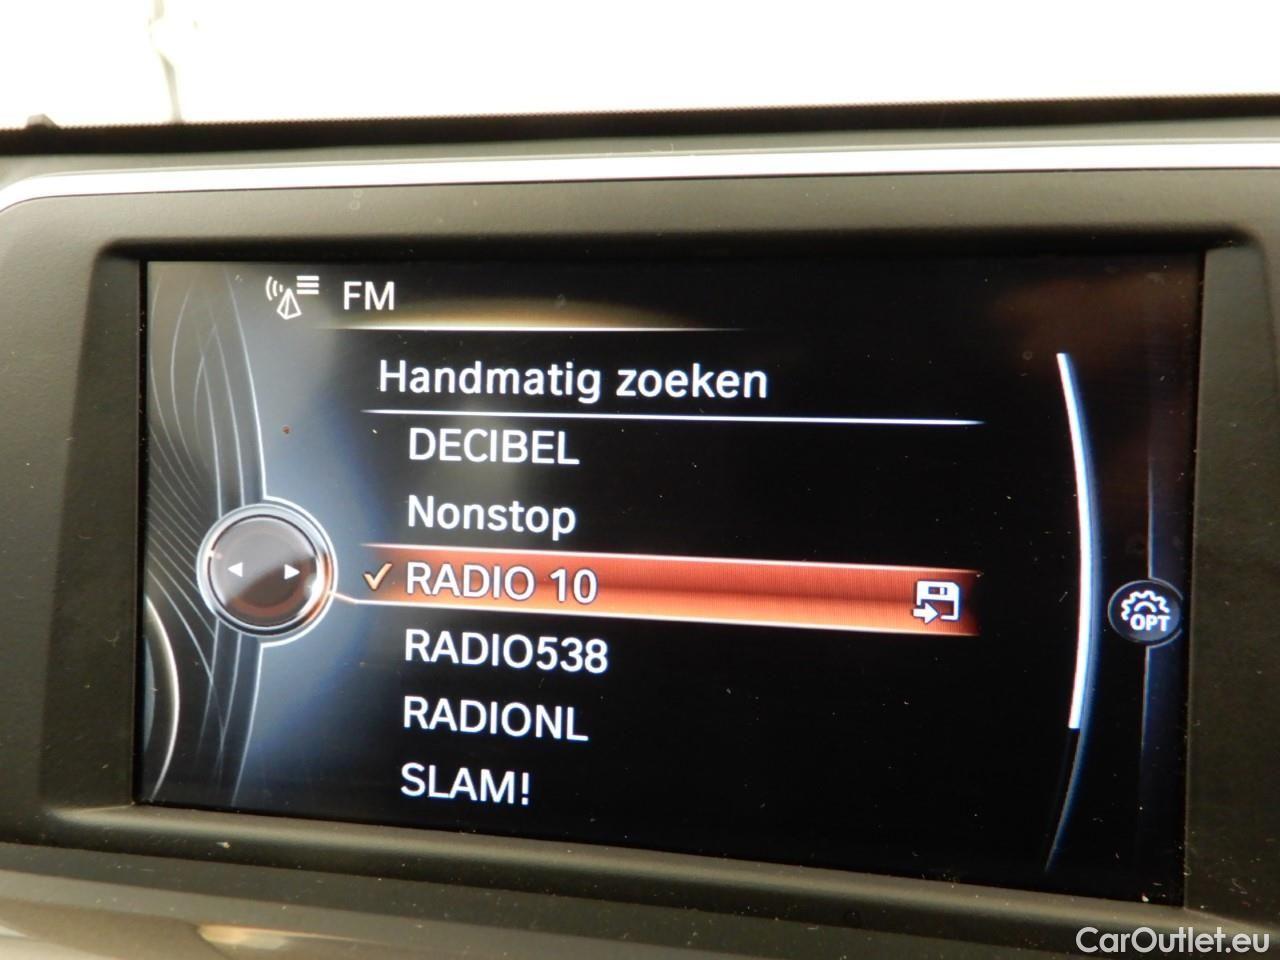 FM
Handmatig zoeken
DECIBEL
Nonstop
RADIO 10
RADIO538
RADIONL
SLAM!
OPT
CarOutlet.eu